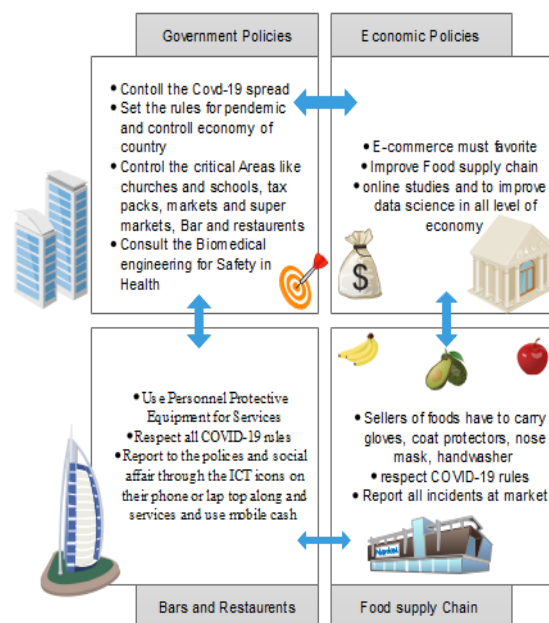 Government Policies
Economic Policies
• Contoll the Covd-19 spread
• Set the rules for pendemic
and controll economy of
country
• Control the critical Areas like
churches and schools, tax
packs, markets and super
markets, Bar and restaurents
• Consult the Biomedical
engineering for Safety in
Health
• E-commerce must favorite
• Improve Food supply chain
• online studies and to improve
data science in all level of
economy
$
• Use Personnel Protective
Equipment for Services
• Respect all COVID-19 rules
• Report to the polices and social
affair through the ICT icons on
their phone or lap top along and
services and use mobile cash
• Sellers of foods have to carry
gloves, coat protectors, nose
mask, handwasher
• respect COVID-19 rules
• Report all incidents at market
Market
Bars and Restaurents
Food supply Chain